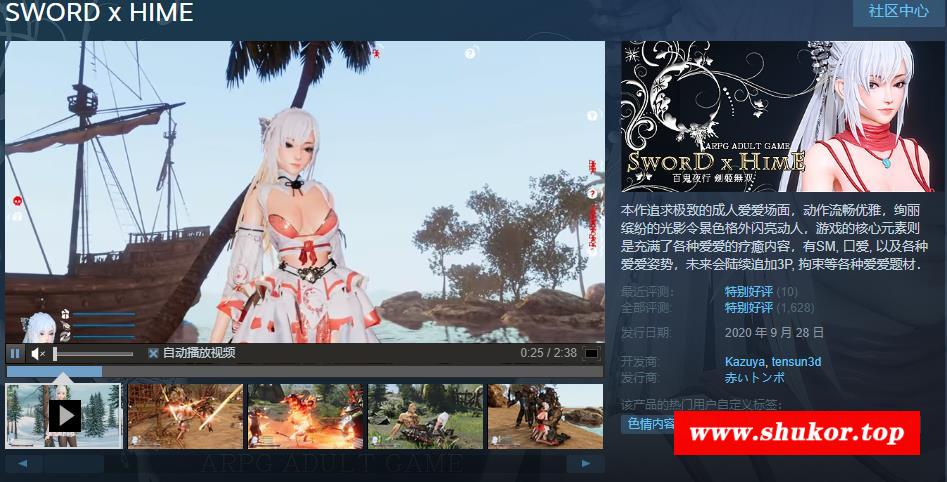 SWORD x HIME
社区中心
ARPG ADULT GAME
SWORD x HIME
百鬼夜行 劍姬無双
本作追求极致的成人爱爱场面，动作流畅优雅，绚丽
缤纷的光影令景色格外闪亮动人，游戏的核心元素则
是充满了各种爱爱的疗愈内容，有SM, 口爱, 以及各种
爱爱姿势，未来会陆续追加3P, 拘束等各种爱爱题材.
最近评测: 特别好评 (10)
全部评测: 特别好评 (1,628)
发行日期: 2020 年 9 月 28 日
开发商: Kazuya, tensun3d
发行商: 赤いトンボ
该产品的热门用户自定义标签:
色情内容
自动播放视频
0:25 / 2:38
ARPG ADULT GAME
www.shukor.top